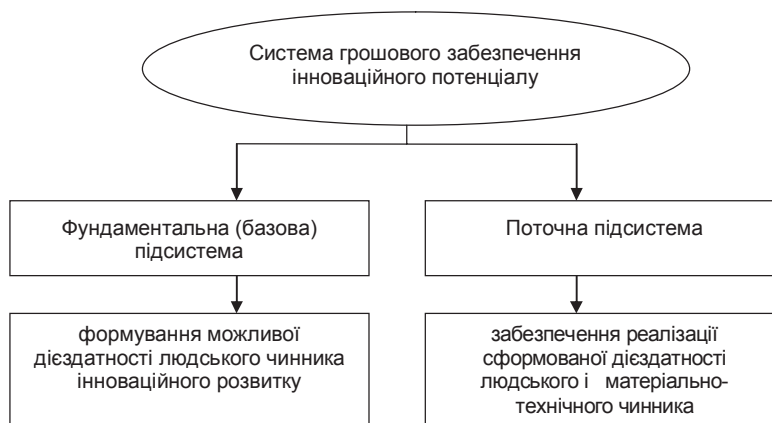 Система грошового забезпечення
інноваційного потенціалу
Фундаментальна (базова)
підсистема
Поточна підсистема
формування можливої
дієздатності людського чинника
інноваційного розвитку
забезпечення реалізації
сформованої дієздатності
людського і матеріально-
технічного чинника